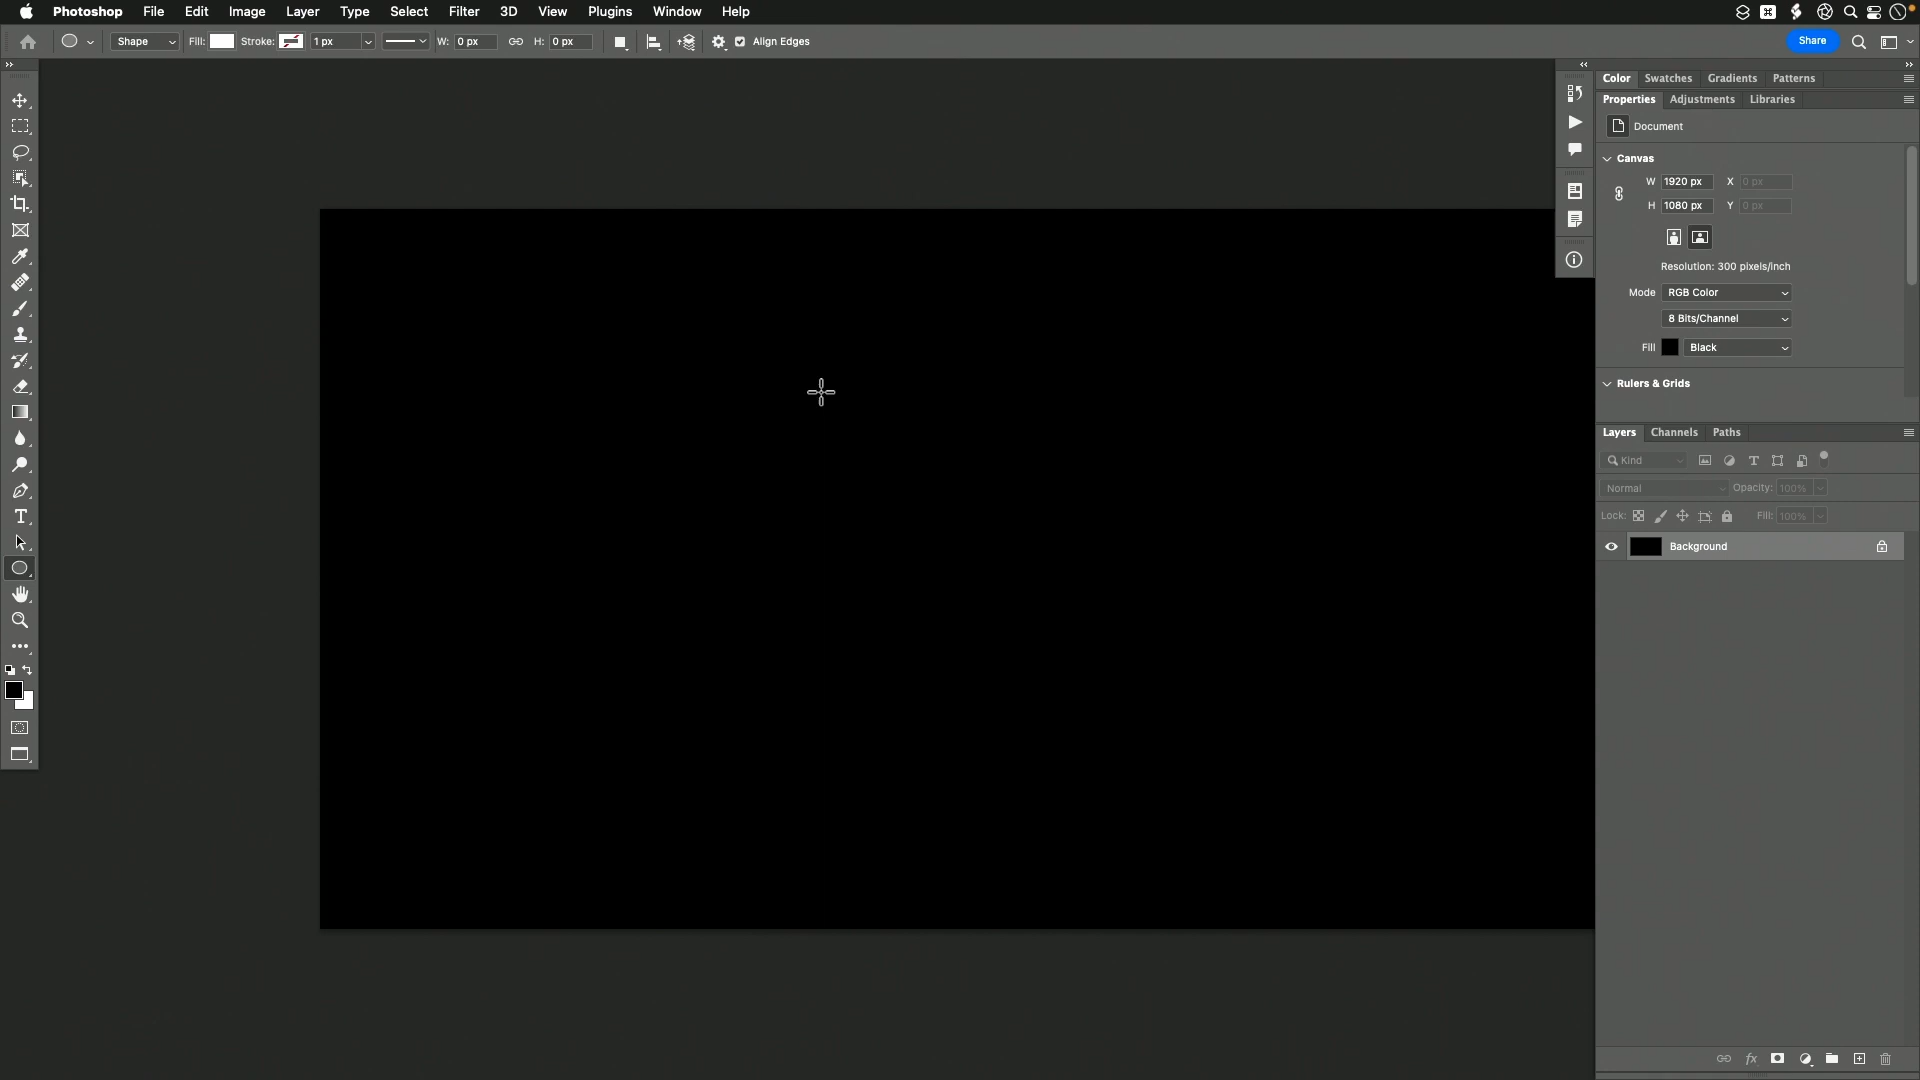 Photoshop File Edit Image Layer Type Select Filter 3D View Plugins Window Help
Shape Fill: Stroke: 1 px W: 0 px H: 0 px Align Edges Share
Color Swatches Gradients Patterns
Properties Adjustments Libraries
Document
Canvas
W 1920 px X 0 px
H 1080 px Y 0 px
Resolution: 300 pixels/inch
Mode RGB Color
8 Bits/Channel
Fill Black
Rulers & Grids
Layers Channels Paths
Kind
Normal Opacity: 100%
Lock: Fill: 100%
Background